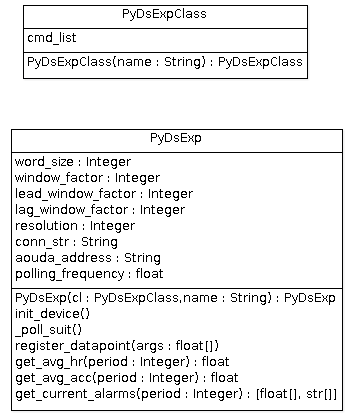 PyDsExpClass
cmd_list
PyDsExpClass(name : String) : PyDsExpClass
PyDsExp
word_size : Integer
window_factor : Integer
lead_window_factor : Integer
lag_window_factor : Integer
resolution : Integer
conn_str : String
aouda_address : String
polling_frequency : float
PyDsExp(cl : PyDsExpClass,name : String) : PyDsExp
init_device()
_poll_suit()
register_datapoint(args : float[])
get_avg_hr(period : Integer) : float
get_avg_acc(period : Integer) : float
get_current_alarms(period : Integer) : [float[], str[]]